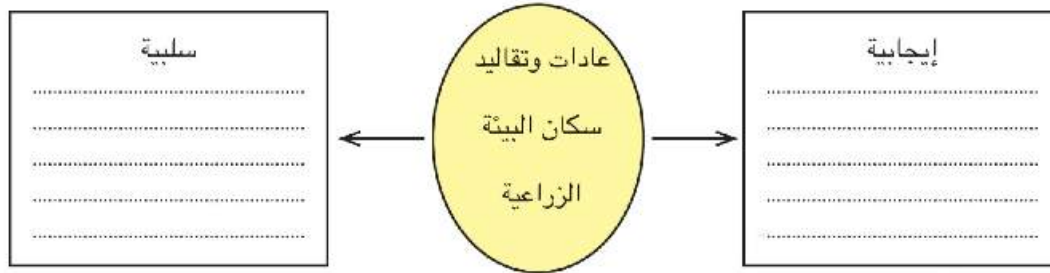 إيجابية
عادات وتقاليد
سكان البيئة
الزراعية
سلبية